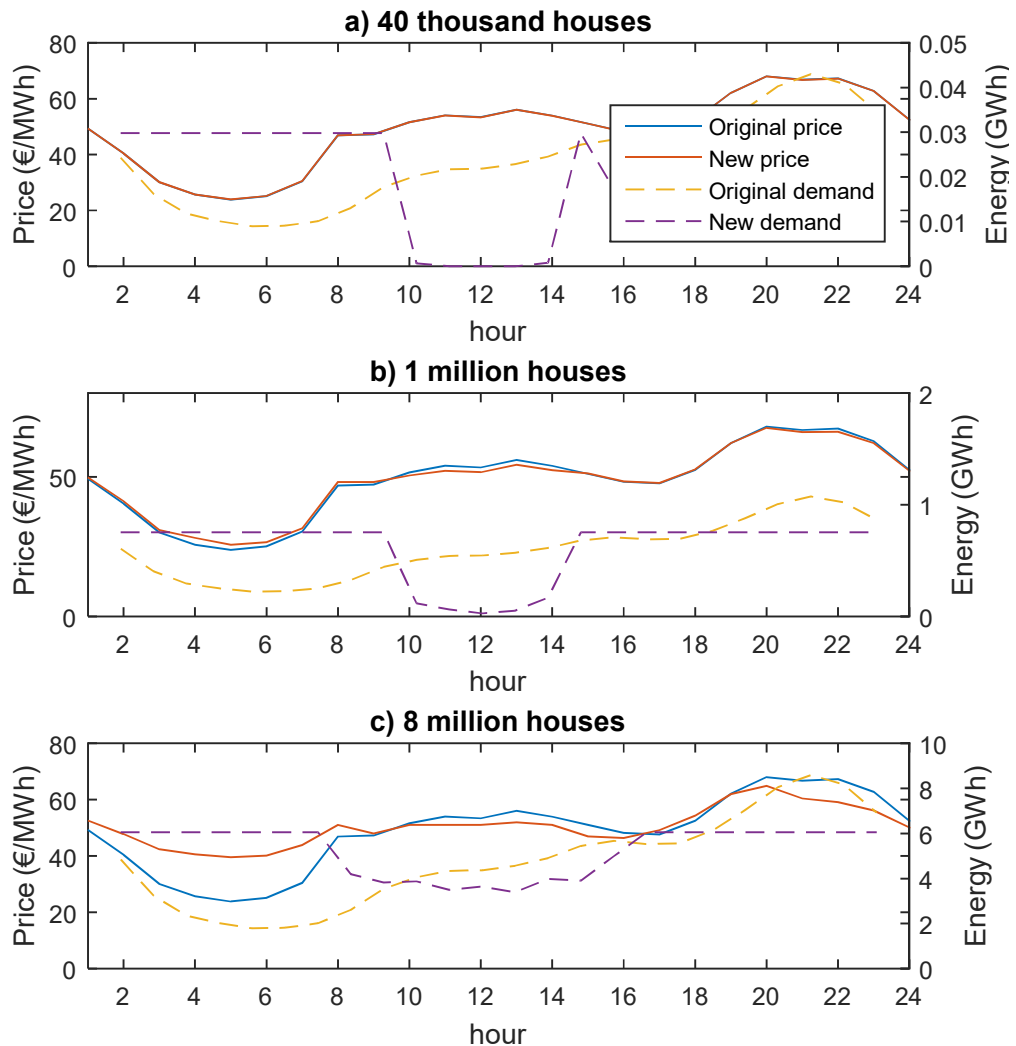 a) 40 thousand houses
80
60
40
20
0
Price (€/MWh)
0.05
0.04
0.03
0.02
0.01
0
Energy (GWh)
Original price
New price
Original demand
New demand
2 4 6 8 10 12 14 16 18 20 22 24
hour
b) 1 million houses
50
0
Price (€/MWh)
2
1
0
Energy (GWh)
2 4 6 8 10 12 14 16 18 20 22 24
hour
c) 8 million houses
80
60
40
20
0
Price (€/MWh)
10
8
6
4
2
0
Energy (GWh)
2 4 6 8 10 12 14 16 18 20 22 24
hour